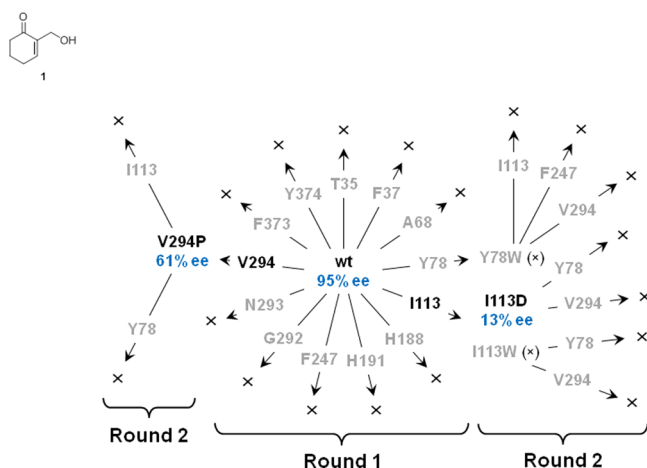 O
OH
1
I113
Y374
T35
F37
I113
F247
F373
A68
V294
V294P
61% ee
V294
wt
95% ee
Y78
Y78W (×)
Y78
N293
I113
I113D
13% ee
V294
Y78
G292
F247
H191
H188
I113W (×)
Y78
V294
Round 2
Round 1
Round 2